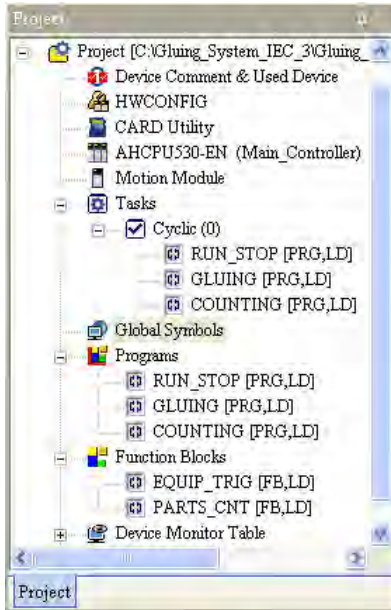 Project
Project [C:\Gluing_System_IEC_3\Gluing_
Device Comment & Used Device
HWCONFIG
CARD Utility
AHCPU530-EN (Main_Controller)
Motion Module
Tasks
Cyclic (0)
RUN_STOP [PRG,LD]
GLUING [PRG,LD]
COUNTING [PRG,LD]
Global Symbols
Programs
RUN_STOP [PRG,LD]
GLUING [PRG,LD]
COUNTING [PRG,LD]
Function Blocks
EQUIP_TRIG [FB,LD]
PARTS_CNT [FB,LD]
Device Monitor Table
Project